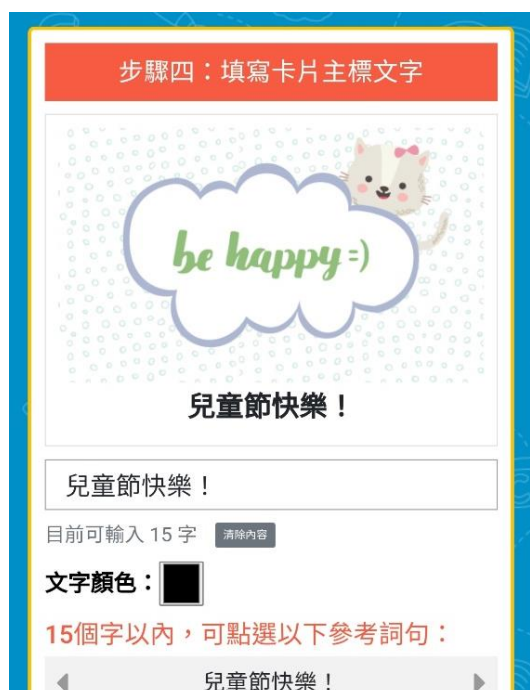 步驟四：填寫卡片主標文字
be happy =)
兒童節快樂！
兒童節快樂！
目前可輸入 15 字 清除內容
文字顏色：
15個字以內，可點選以下參考詞句：
兒童節快樂！